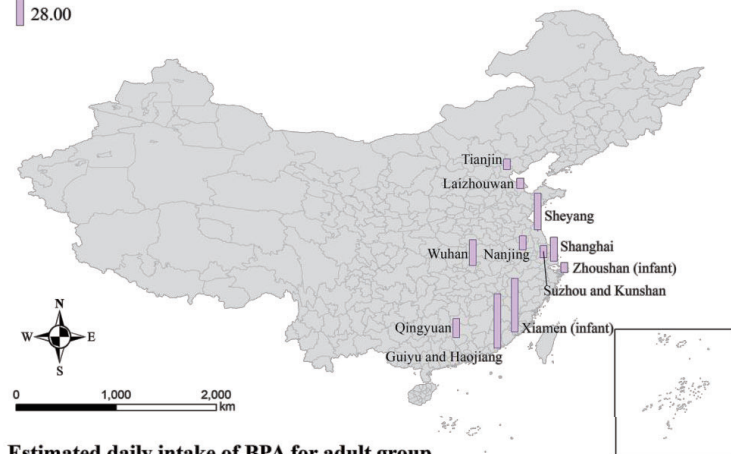 28.00
Tianjin
Laizhouwan
Sheyang
Wuhan
Nanjing
Shanghai
Zhoushan (infant)
Suzhou and Kunshan
Qingyuan
Xiamen (infant)
Guiyu and Haojiang
N
W
E
S
0
1,000
2,000
km
Estimated daily intake of BPA for adult group